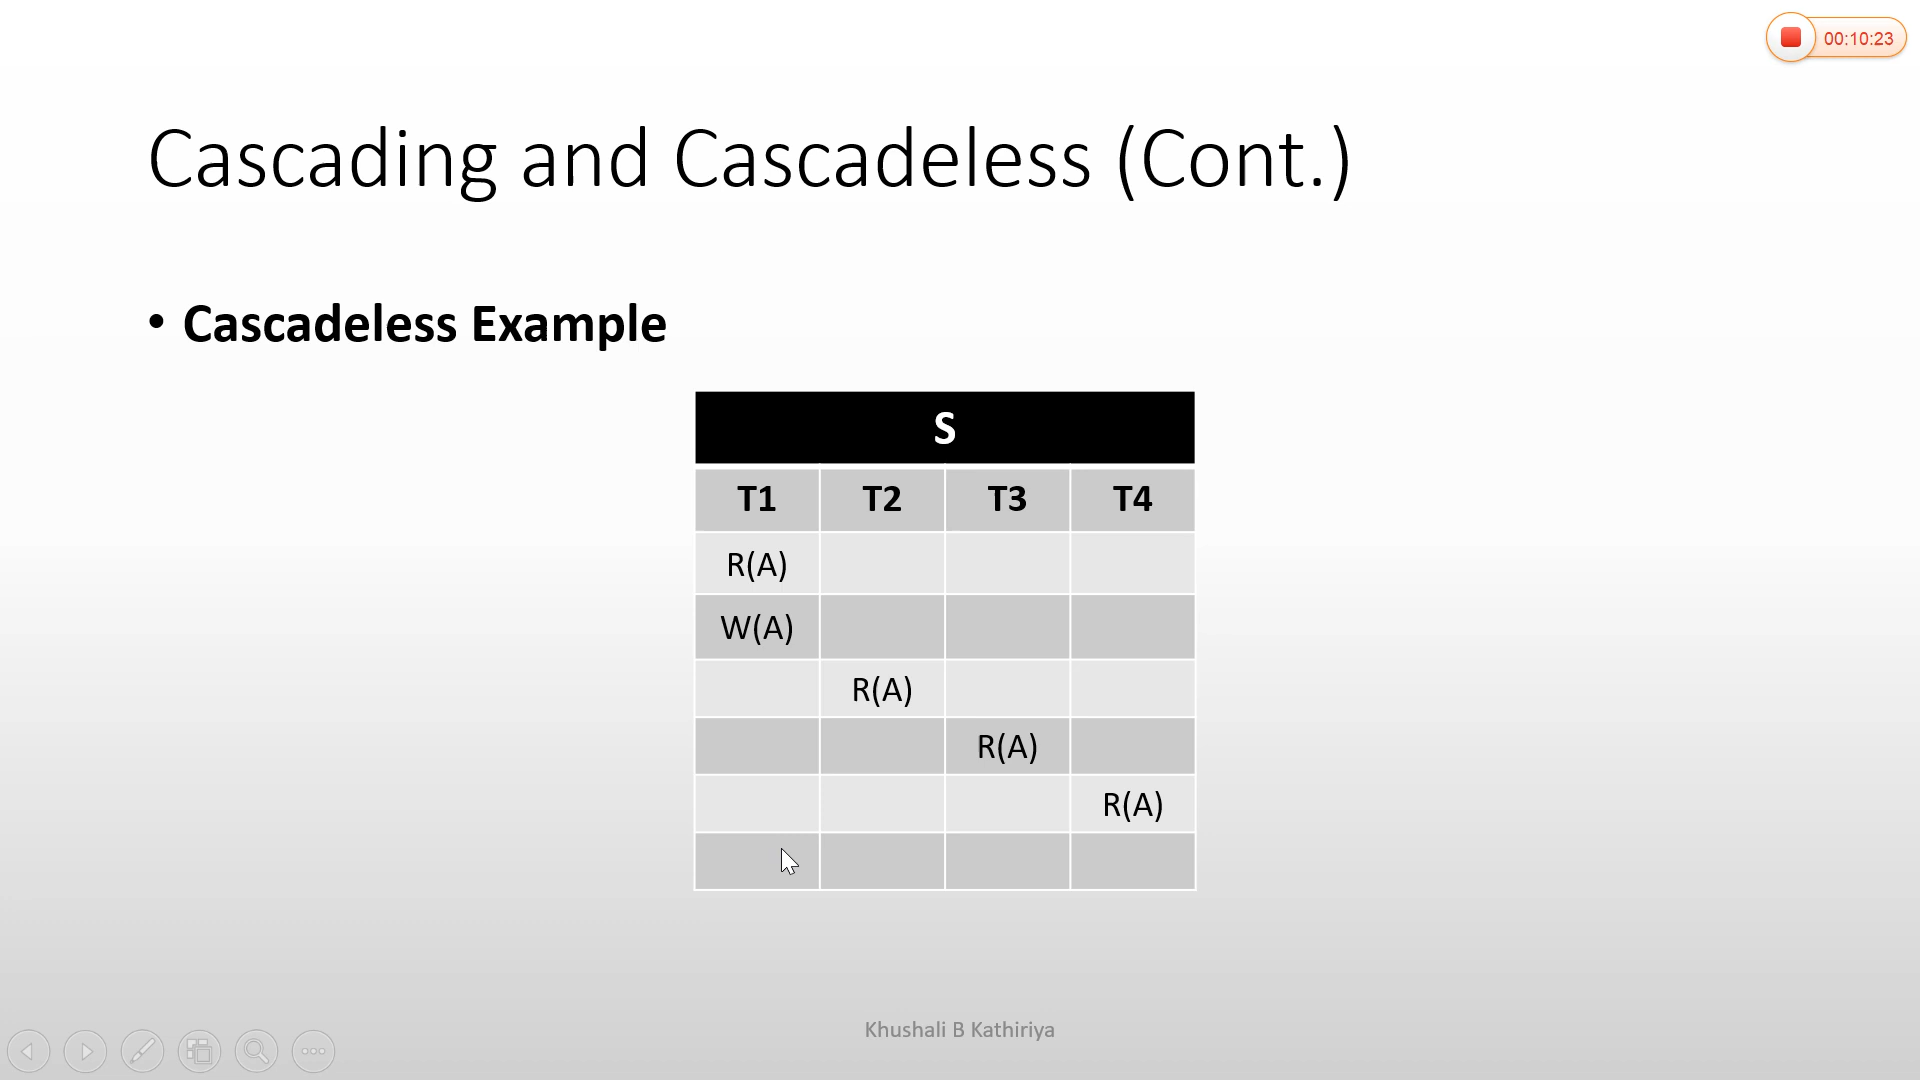 00:10:23
Cascading and Cascadeless (Cont.)
• Cascadeless Example
S
T1 T2 T3 T4
R(A)
W(A)
R(A)
R(A)
R(A)
Khushali B Kathiriya